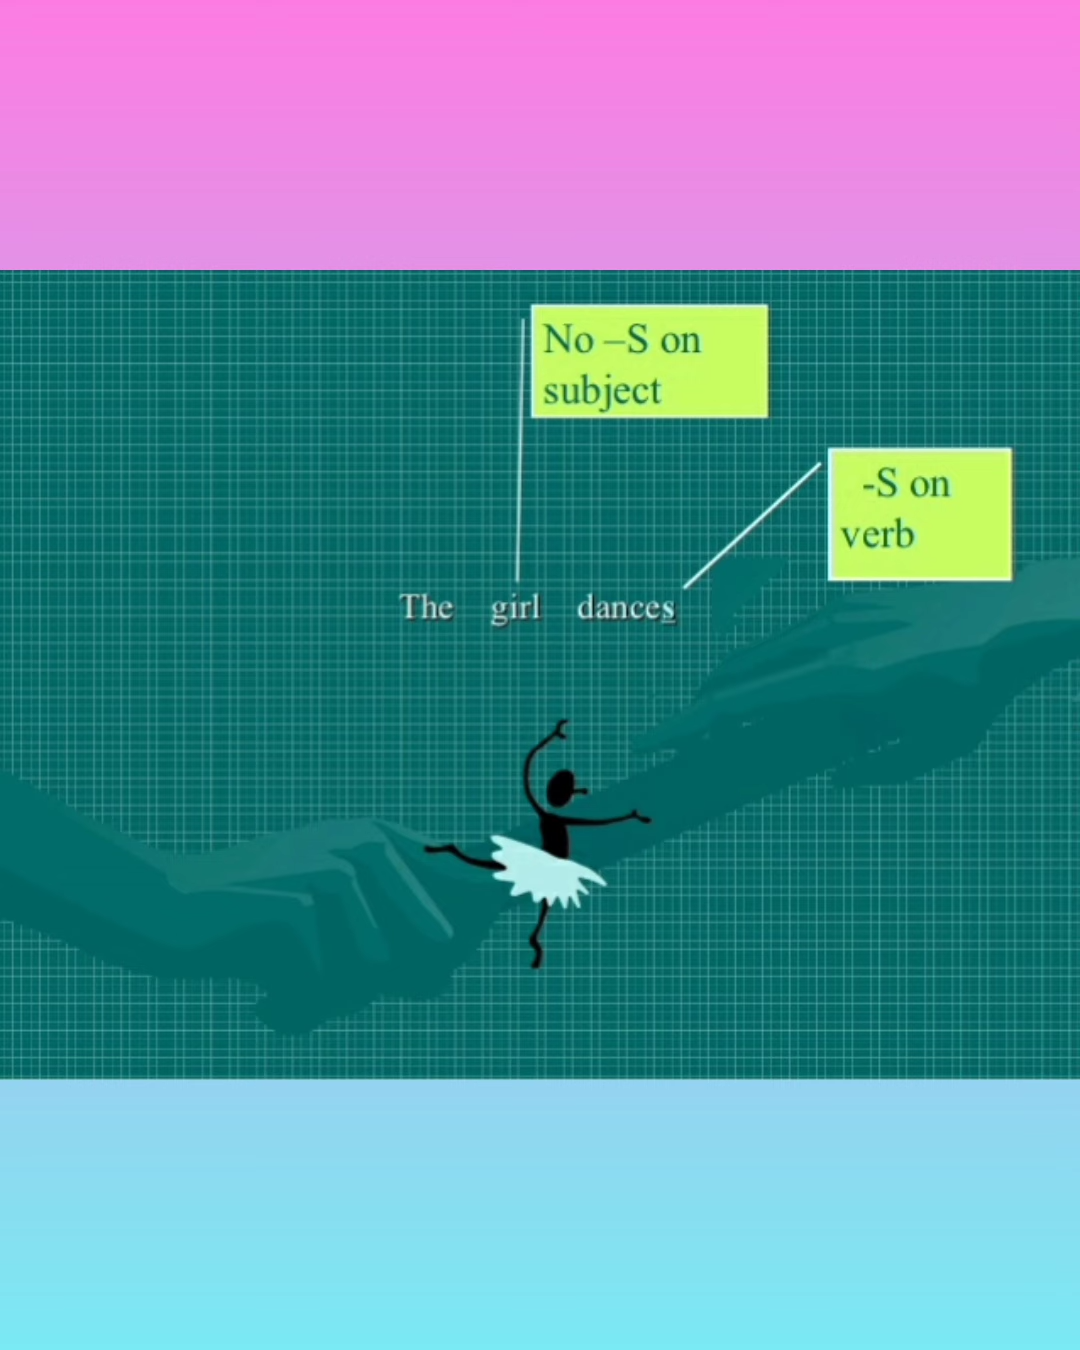 No –S on
subject
-S on
verb
The girl dances